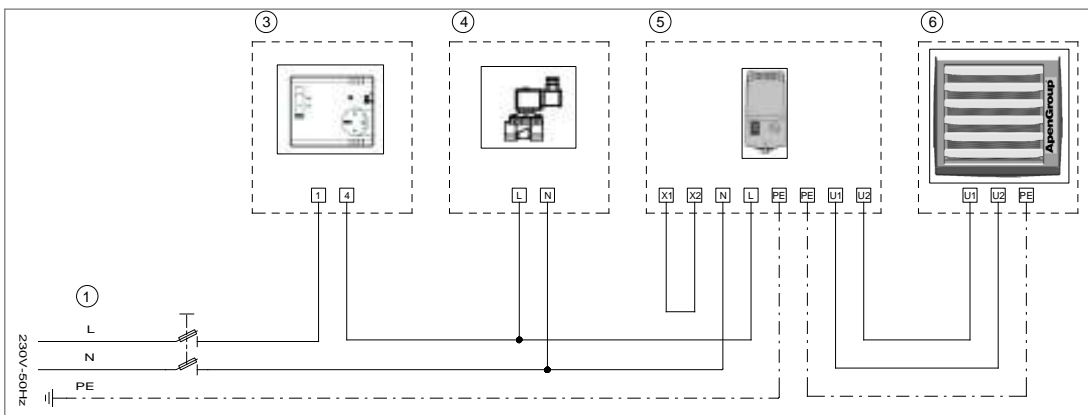 3 4 5 6
ApenGroup
1 4 L N X1 X2 N L PE PE U1 U2 U1 U2 PE
1
L
N
PE
230V-50Hz